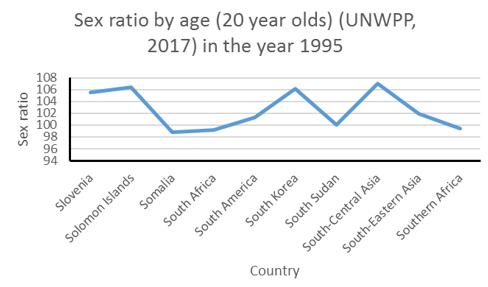 Sex ratio by age (20 year olds) (UNWPP,
2017) in the year 1995
108
106
104
102
100
98
96
94
Sex ratio
Slovenia
Solomon Islands
Somalia
South Africa
South America
South Korea
South Sudan
South-Central Asia
South-Eastern Asia
Southern Africa
Country